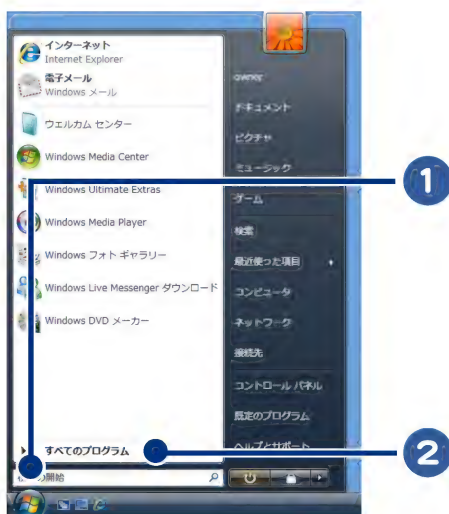 インターネット
Internet Explorer
電子メール
Windows メール
ウェルカム センター
Windows Media Center
Windows Ultimate Extras
Windows Media Player
Windows フォト ギャラリー
Windows Live Messenger ダウンロード
Windows DVD メーカー
すべてのプログラム
の開始
owner
ドキュメント
ピクチャ
ミュージック
ゲーム
検索
最近使った項目
コンピュータ
ネットワーク
接続先
コントロール パネル
既定のプログラム
ヘルプとサポート
1
2